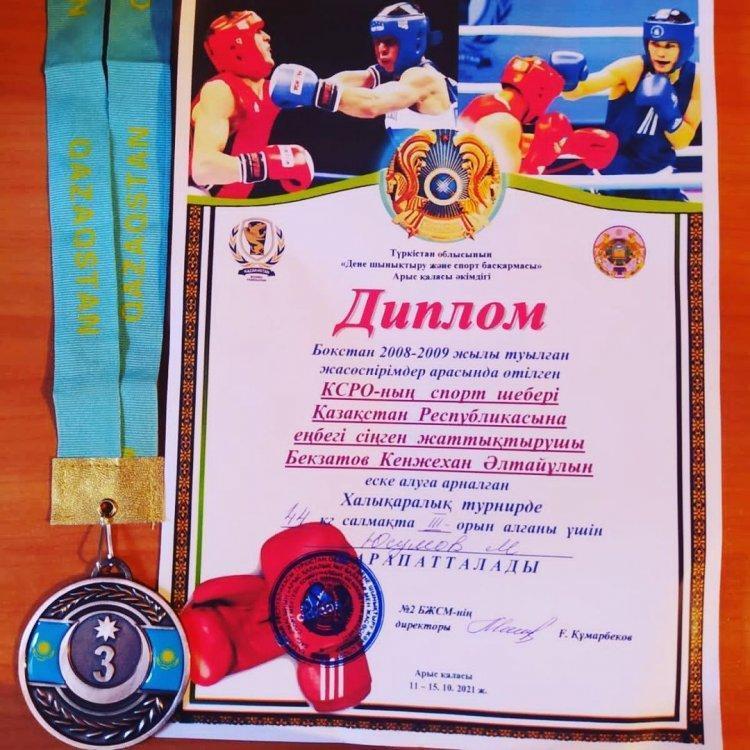 QAZAQSTAN
QAZAQSTAN
Түркістан облысының
«Дене шынықтыру және спорт басқармасы»
Арыс қаласы әкімдігі
Диплом
Бокстан 2008-2009 жылы туылған
жасөспірімдер арасында өтілген
КСРО-ның спорт шебері
Қазақстан Республикасына
еңбегі сіңген жаттықтырушы
Бекзатов Кенжехан Әлтайұлын
еске алуға арналған
Халықаралық турнирде
44 кг салмақта III - орын алғаны үшін
Юсумов М
МАРАПАТТАЛАДЫ
№2 БЖСМ-нің
директоры Ғ. Құмарбеков
Арыс қаласы
11 – 15. 10. 2021 ж.
3